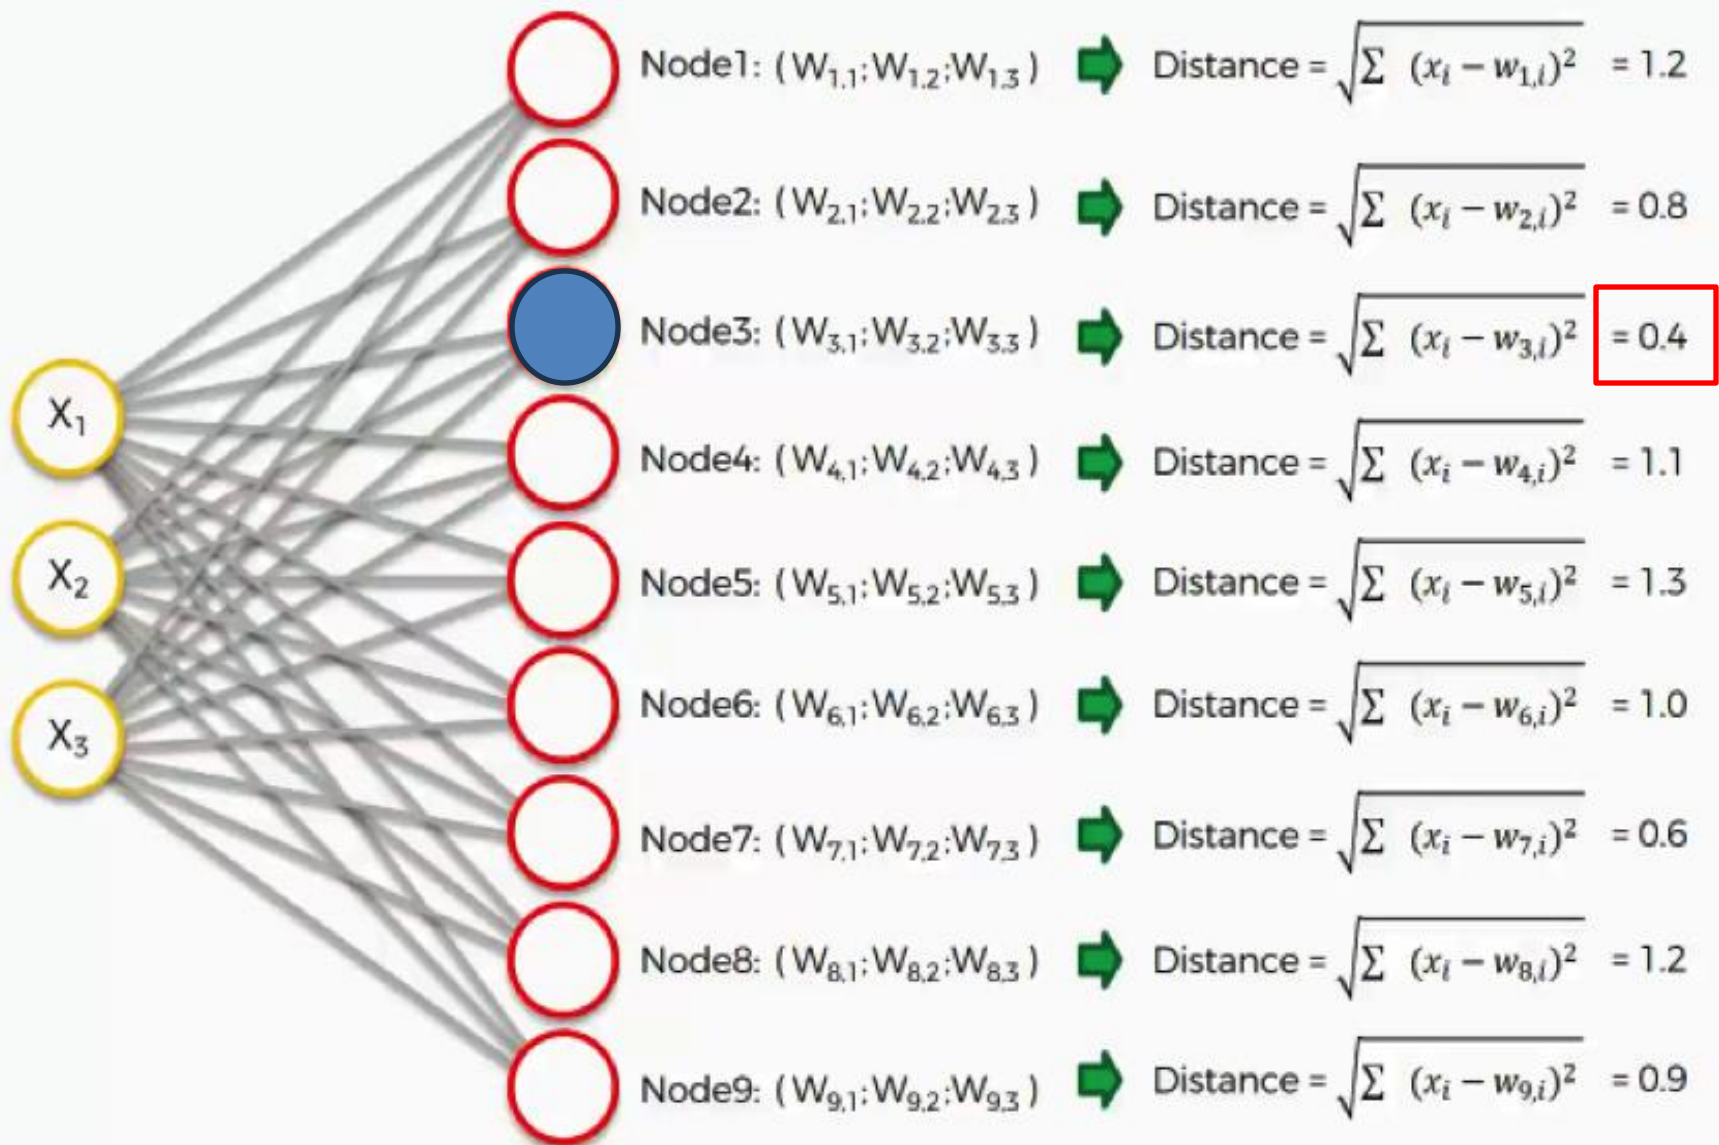 Node1: (W₁,₁;W₁,₂;W₁,₃) Distance = √Σ (xᵢ − w₁,ᵢ)² = 1.2
Node2: (W₂,₁;W₂,₂;W₂,₃) Distance = √Σ (xᵢ − w₂,ᵢ)² = 0.8
Node3: (W₃,₁;W₃,₂;W₃,₃) Distance = √Σ (xᵢ − w₃,ᵢ)² = 0.4
X₁
Node4: (W₄,₁;W₄,₂;W₄,₃) Distance = √Σ (xᵢ − w₄,ᵢ)² = 1.1
X₂
Node5: (W₅,₁;W₅,₂;W₅,₃) Distance = √Σ (xᵢ − w₅,ᵢ)² = 1.3
Node6: (W₆,₁;W₆,₂;W₆,₃) Distance = √Σ (xᵢ − w₆,ᵢ)² = 1.0
X₃
Node7: (W₇,₁;W₇,₂;W₇,₃) Distance = √Σ (xᵢ − w₇,ᵢ)² = 0.6
Node8: (W₈,₁;W₈,₂;W₈,₃) Distance = √Σ (xᵢ − w₈,ᵢ)² = 1.2
Node9: (W₉,₁;W₉,₂;W₉,₃) Distance = √Σ (xᵢ − w₉,ᵢ)² = 0.9